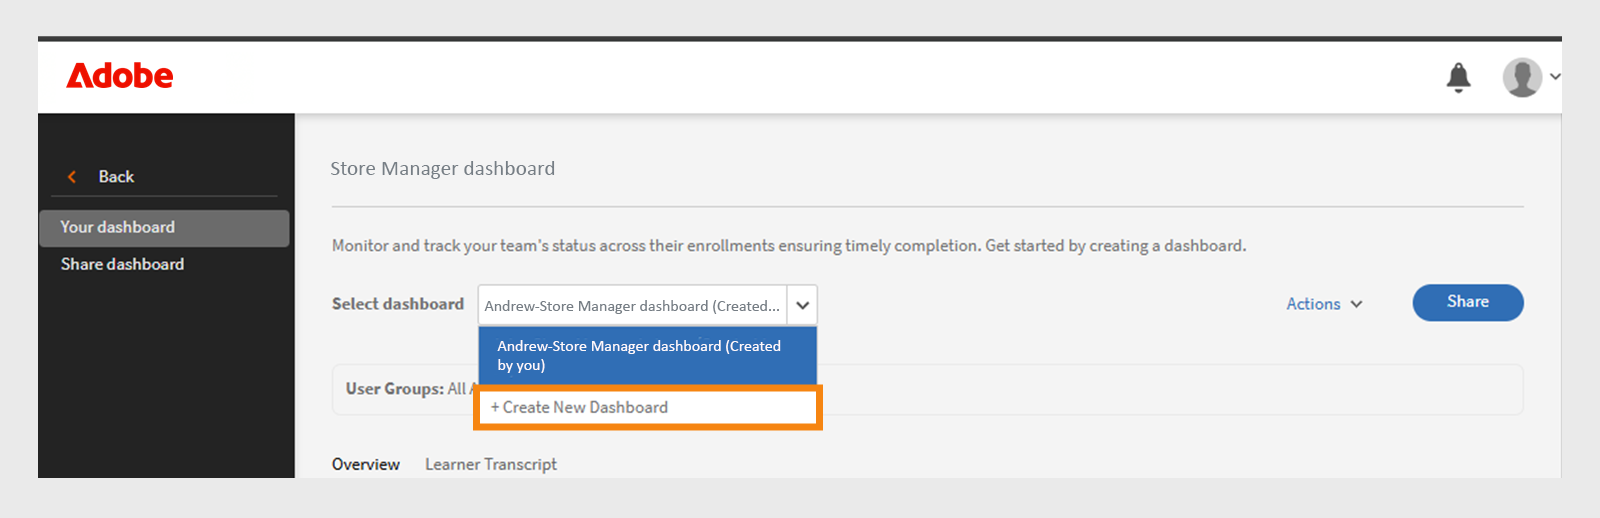 Adobe
Back
Your dashboard
Share dashboard
Store Manager dashboard
Monitor and track your team's status across their enrollments ensuring timely completion. Get started by creating a dashboard.
Select dashboard
Andrew-Store Manager dashboard (Created...
Actions
Share
Andrew-Store Manager dashboard (Created
by you)
User Groups: All
+ Create New Dashboard
Overview
Learner Transcript